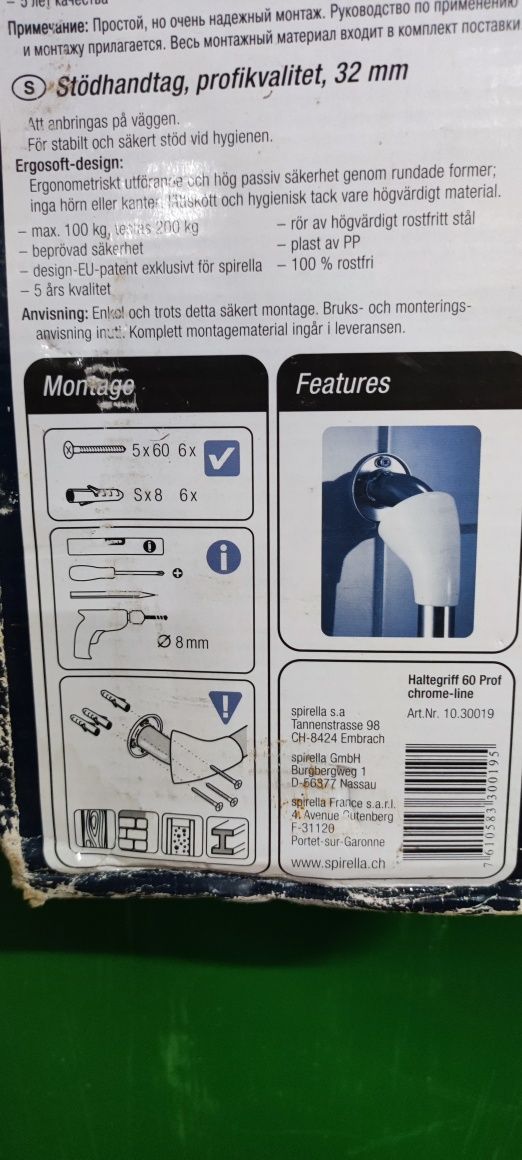 – 5 лет качества
Примечание: Простой, но очень надежный монтаж. Руководство по применению
и монтажу прилагается. Весь монтажный материал входит в комплект поставки
S Stödhandtag, profikvalitet, 32 mm
Att anbringas på väggen.
För stabilt och säkert stöd vid hygienen.
Ergosoft-design:
Ergonometriskt utförande och hög passiv säkerhet genom rundade former;
inga hörn eller kanter. och hygienisk tack vare högvärdigt material.
– max. 100 kg, testas 200 kg
– beprövad säkerhet
– design-EU-patent exklusivt för spirella
– 5 års kvalitet
– rör av högvärdigt rostfritt stål
– plast av PP
– 100 % rostfri
Anvisning: Enkel och trots detta säkert montage. Bruks- och monterings-
anvisning inuti. Komplett montagematerial ingår i leveransen.
Montage
5x60 6x
Sx8 6x
i
Ø 8mm
!
Features
Haltegriff 60 Prof
chrome-line
Art.Nr. 10.30019
spirella s.a
Tannenstrasse 98
CH-8424 Embrach
spirella GmbH
Burgbergweg 1
D-56377 Nassau
spirella France s.a.r.l.
4, Avenue Gutenberg
F-31120
Portet-sur-Garonne
www.spirella.ch
7 610583 300195